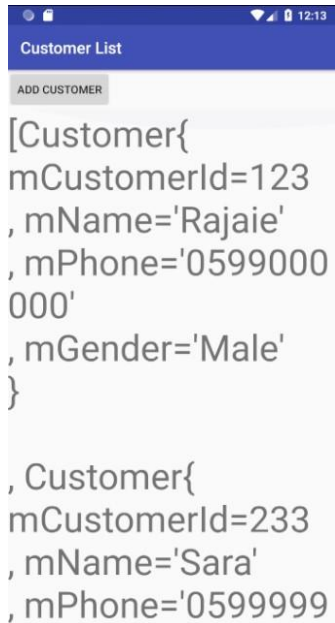 12:13
Customer List
ADD CUSTOMER
[Customer{
mCustomerId=123
, mName='Rajaie'
, mPhone='0599000
000'
, mGender='Male'
}
, Customer{
mCustomerId=233
, mName='Sara'
, mPhone='0599999